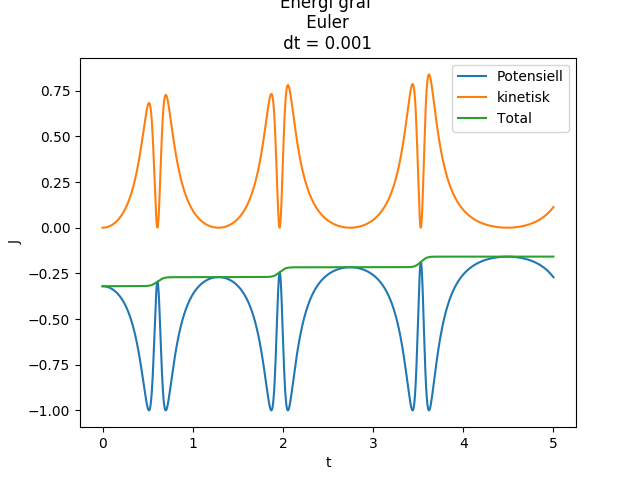 Energi graf
Euler
dt = 0.001
Potensiell
kinetisk
Total
0.75
0.50
0.25
0.00
−0.25
−0.50
−0.75
−1.00
J
0 1 2 3 4 5
t